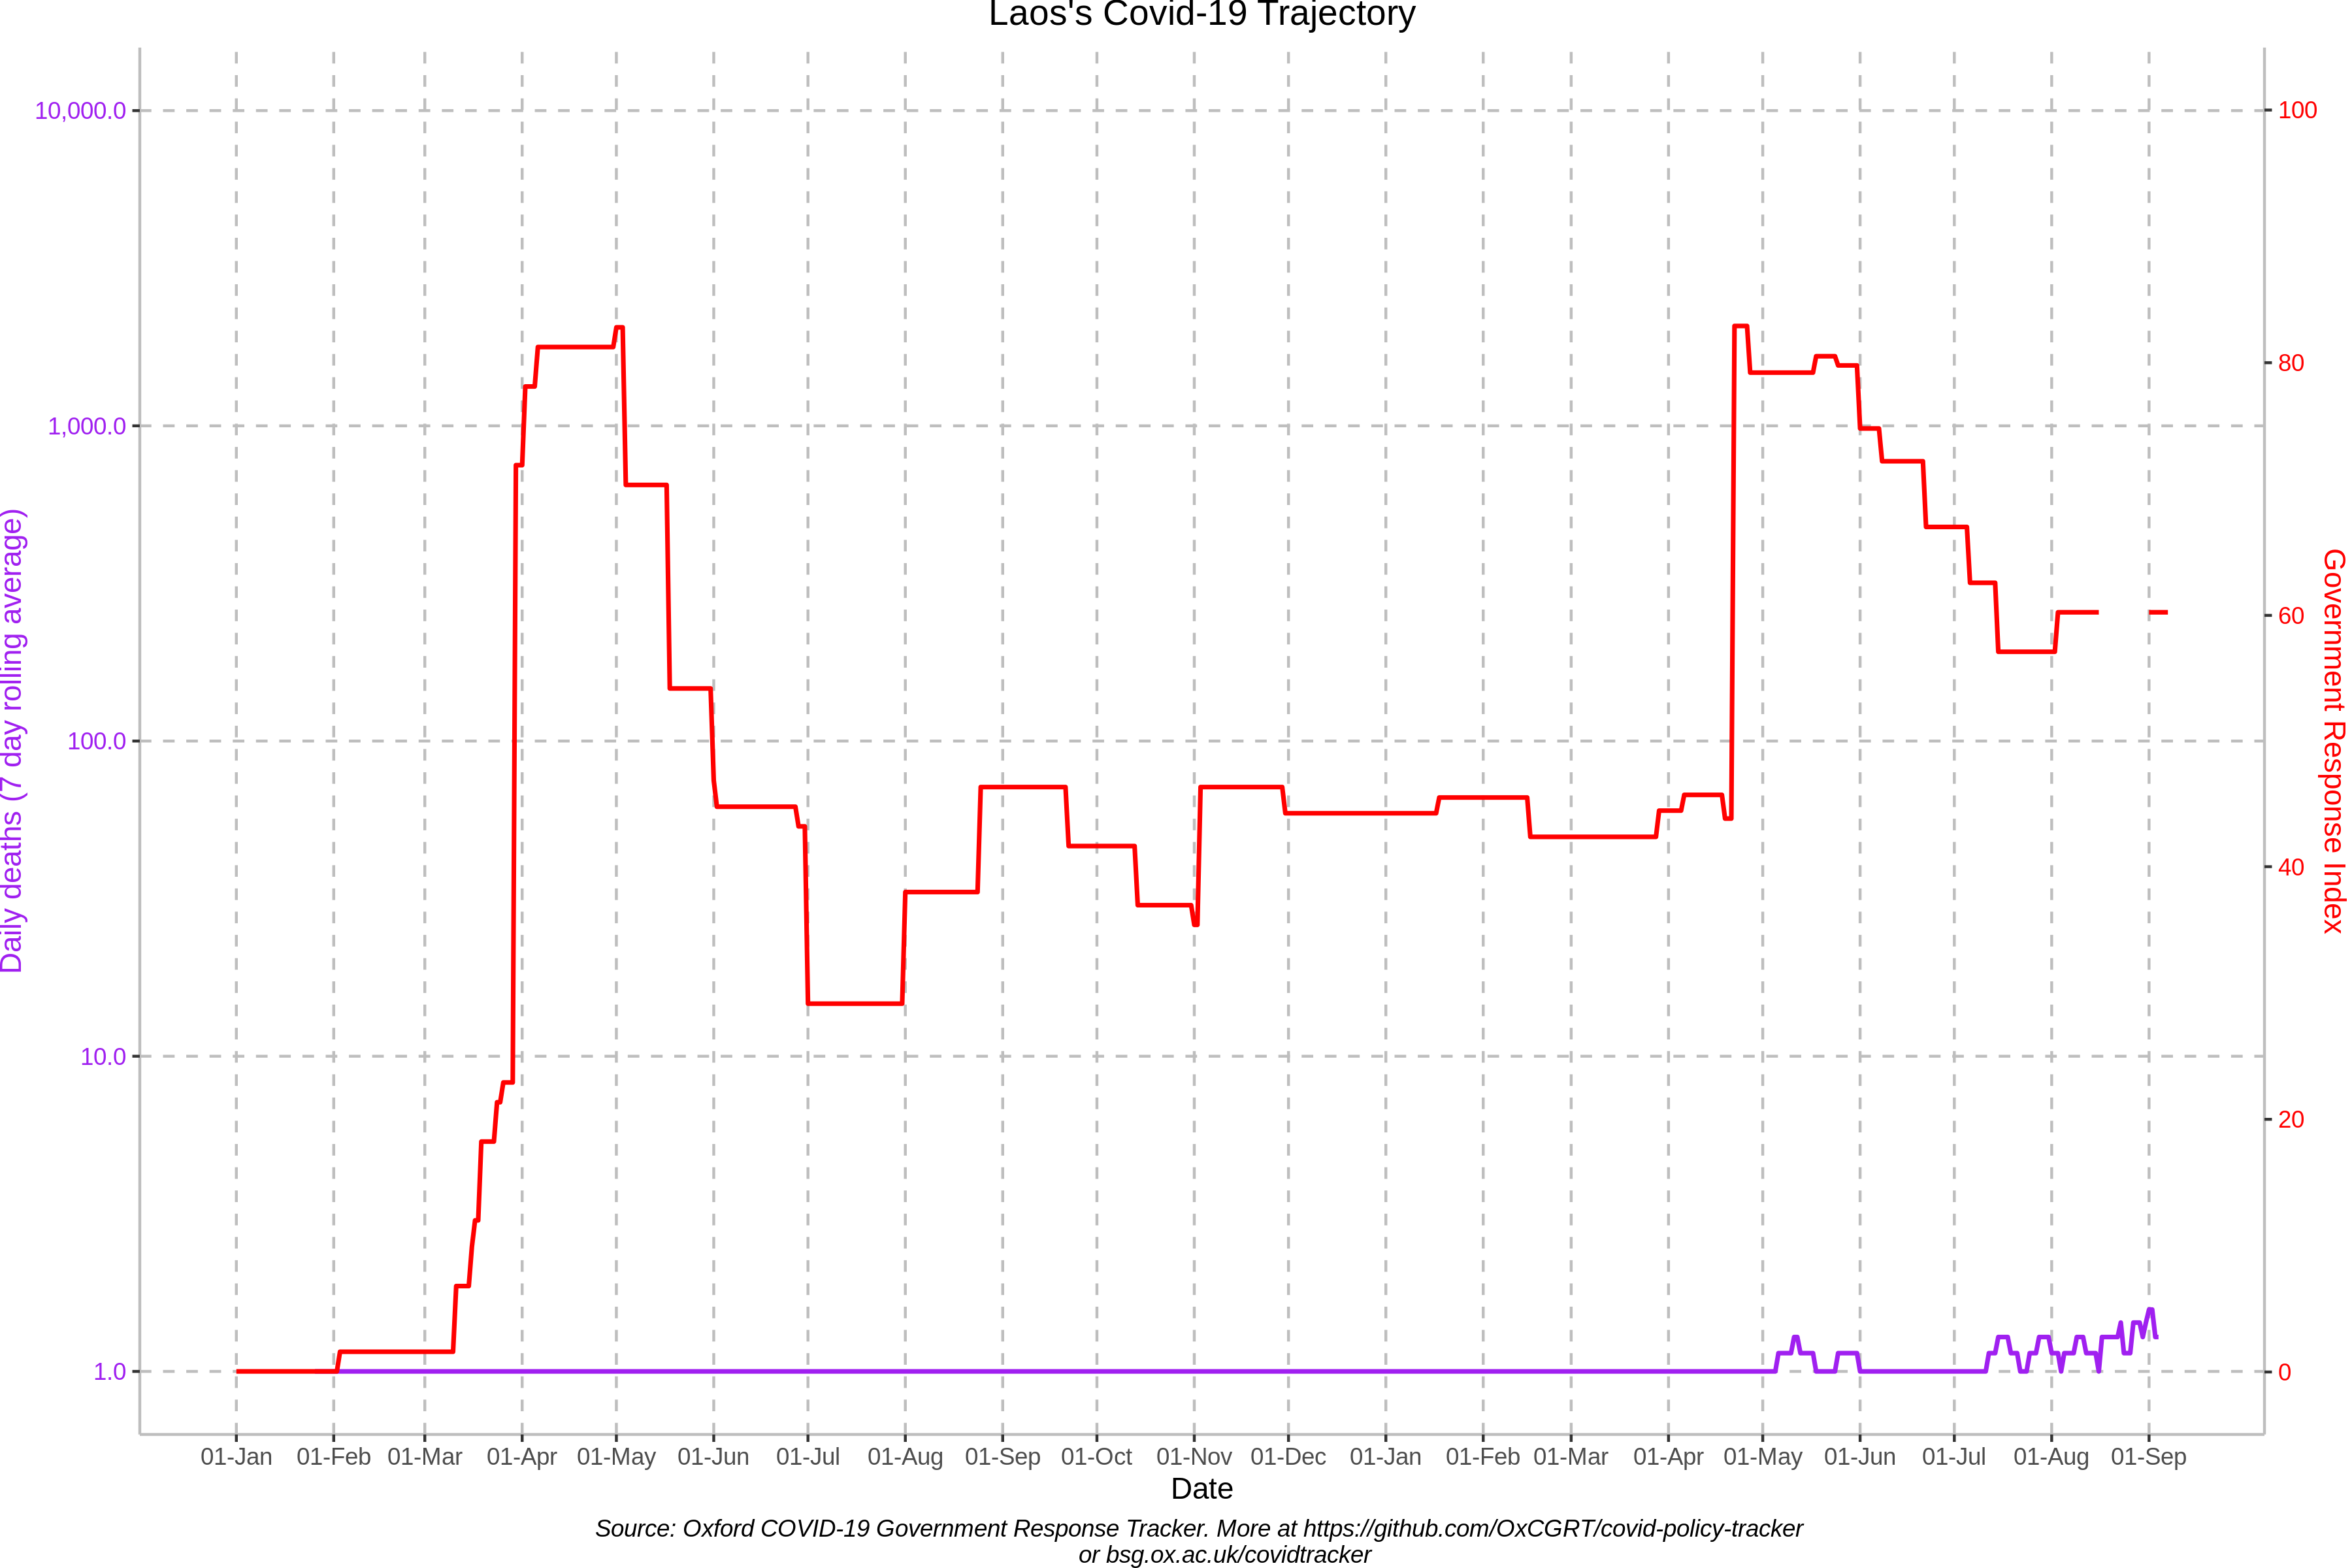 Laos's Covid-19 Trajectory
10,000.0
1,000.0
100.0
10.0
1.0
Daily deaths (7 day rolling average)
100
80
60
40
20
0
Government Response Index
01-Jan 01-Feb 01-Mar 01-Apr 01-May 01-Jun 01-Jul 01-Aug 01-Sep 01-Oct 01-Nov 01-Dec 01-Jan 01-Feb 01-Mar 01-Apr 01-May 01-Jun 01-Jul 01-Aug 01-Sep
Date
Source: Oxford COVID-19 Government Response Tracker. More at https://github.com/OxCGRT/covid-policy-tracker
or bsg.ox.ac.uk/covidtracker